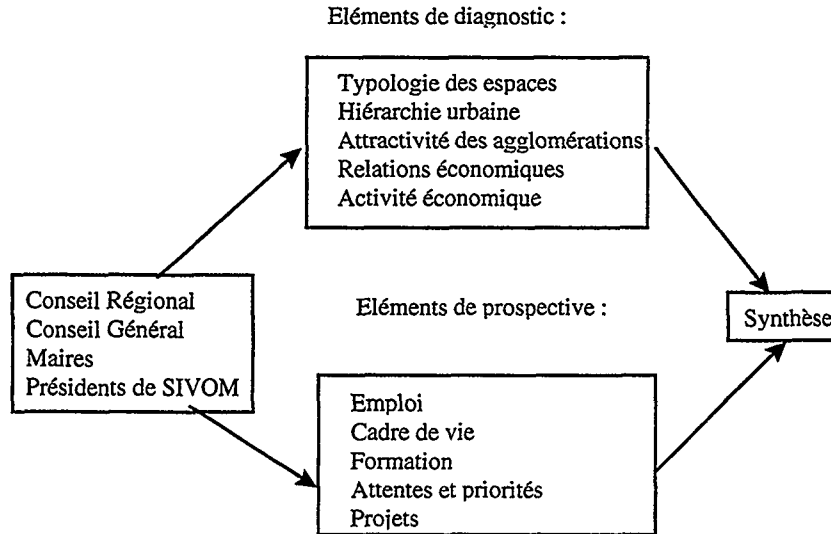 Eléments de diagnostic :
Typologie des espaces
Hiérarchie urbaine
Attractivité des agglomérations
Relations économiques
Activité économique
Conseil Régional
Conseil Général
Maires
Présidents de SIVOM
Eléments de prospective :
Synthèse
Emploi
Cadre de vie
Formation
Attentes et priorités
Projets